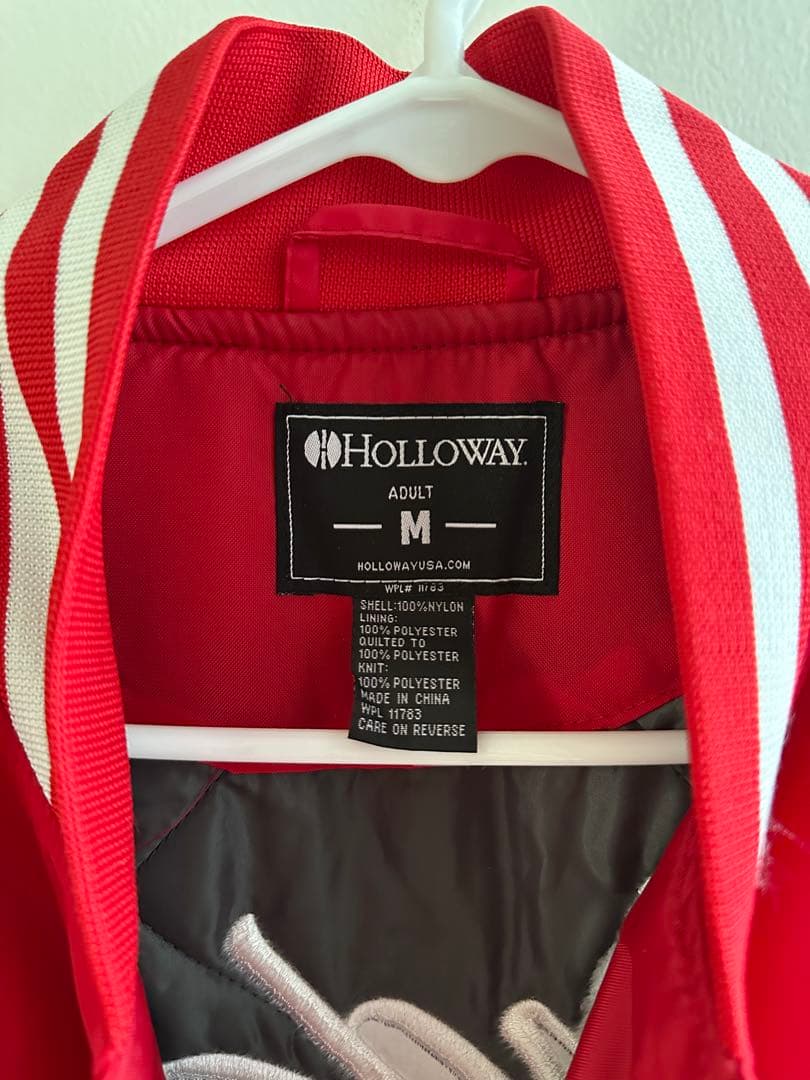 HOLLOWAY.
ADULT
M
HOLLOWAYUSA.COM
WPL# 11783
SHELL:100%NYLON
LINING:
100% POLYESTER
QUILTED TO
100% POLYESTER
KNIT:
100% POLYESTER
MADE IN CHINA
WPL 11783
CARE ON REVERSE